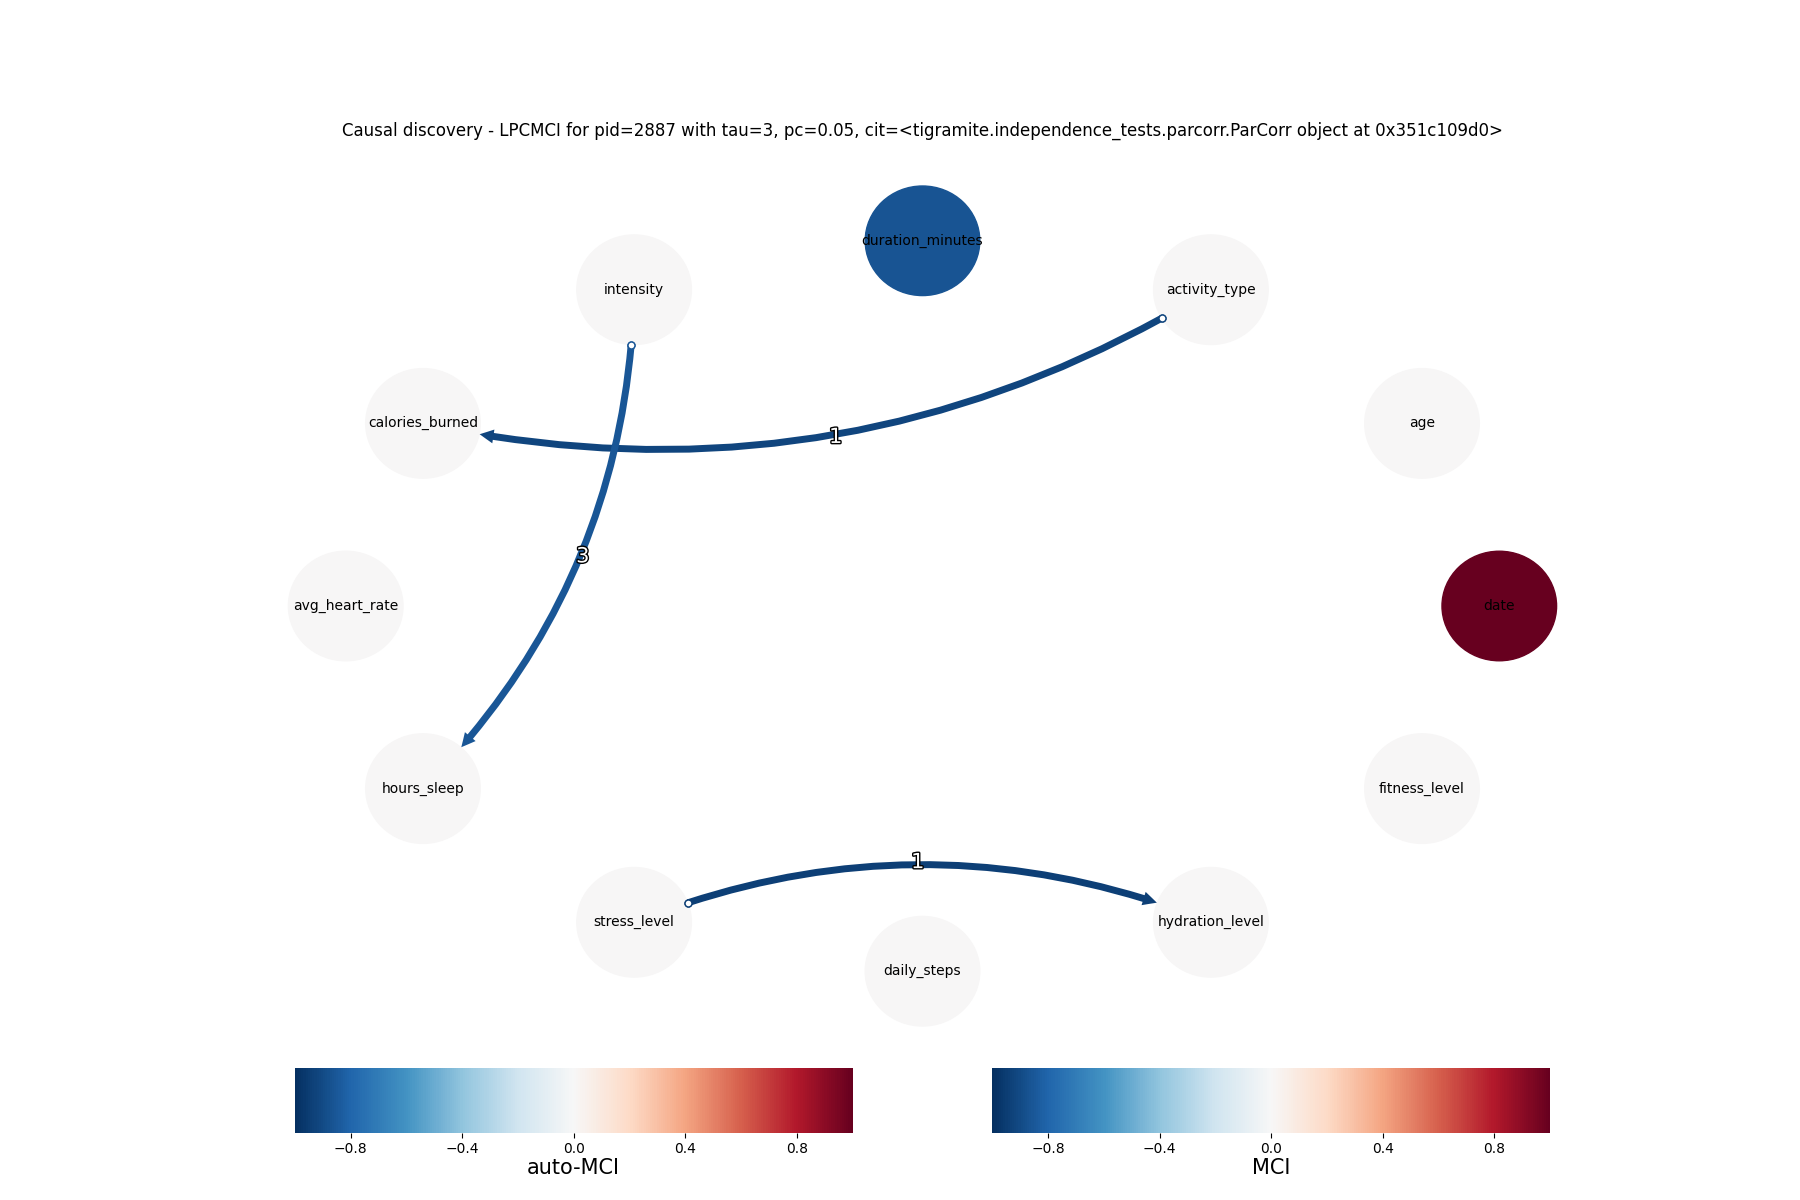 Causal discovery - LPCMCI for pid=2887 with tau=3, pc=0.05, cit=<tigramite.independence_tests.parcorr.ParCorr object at 0x351c109d0>
duration_minutes
intensity
activity_type
calories_burned
age
1
3
avg_heart_rate
date
hours_sleep
fitness_level
1
stress_level
hydration_level
daily_steps
−0.8 −0.4 0.0 0.4 0.8
auto-MCI
−0.8 −0.4 0.0 0.4 0.8
MCI